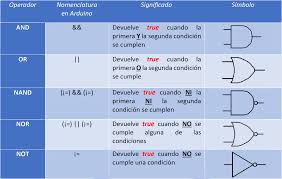 Operador
Nomenclatura
en Arduino
Significado
Símbolo
AND
&&
Devuelve true cuando la
primera Y la segunda condición
se cumplen
OR
||
Devuelve true cuando la
primera O la segunda condición
se cumple
NAND
(¡=) && (¡=)
Devuelve true cuando NI la
primera NI la segunda
condición se cumplen
NOR
(¡=) || (¡=)
Devuelve true cuando NO se
cumple alguna de las
condiciones
NOT
¡=
Devuelve true cuando NO se
cumple una condición